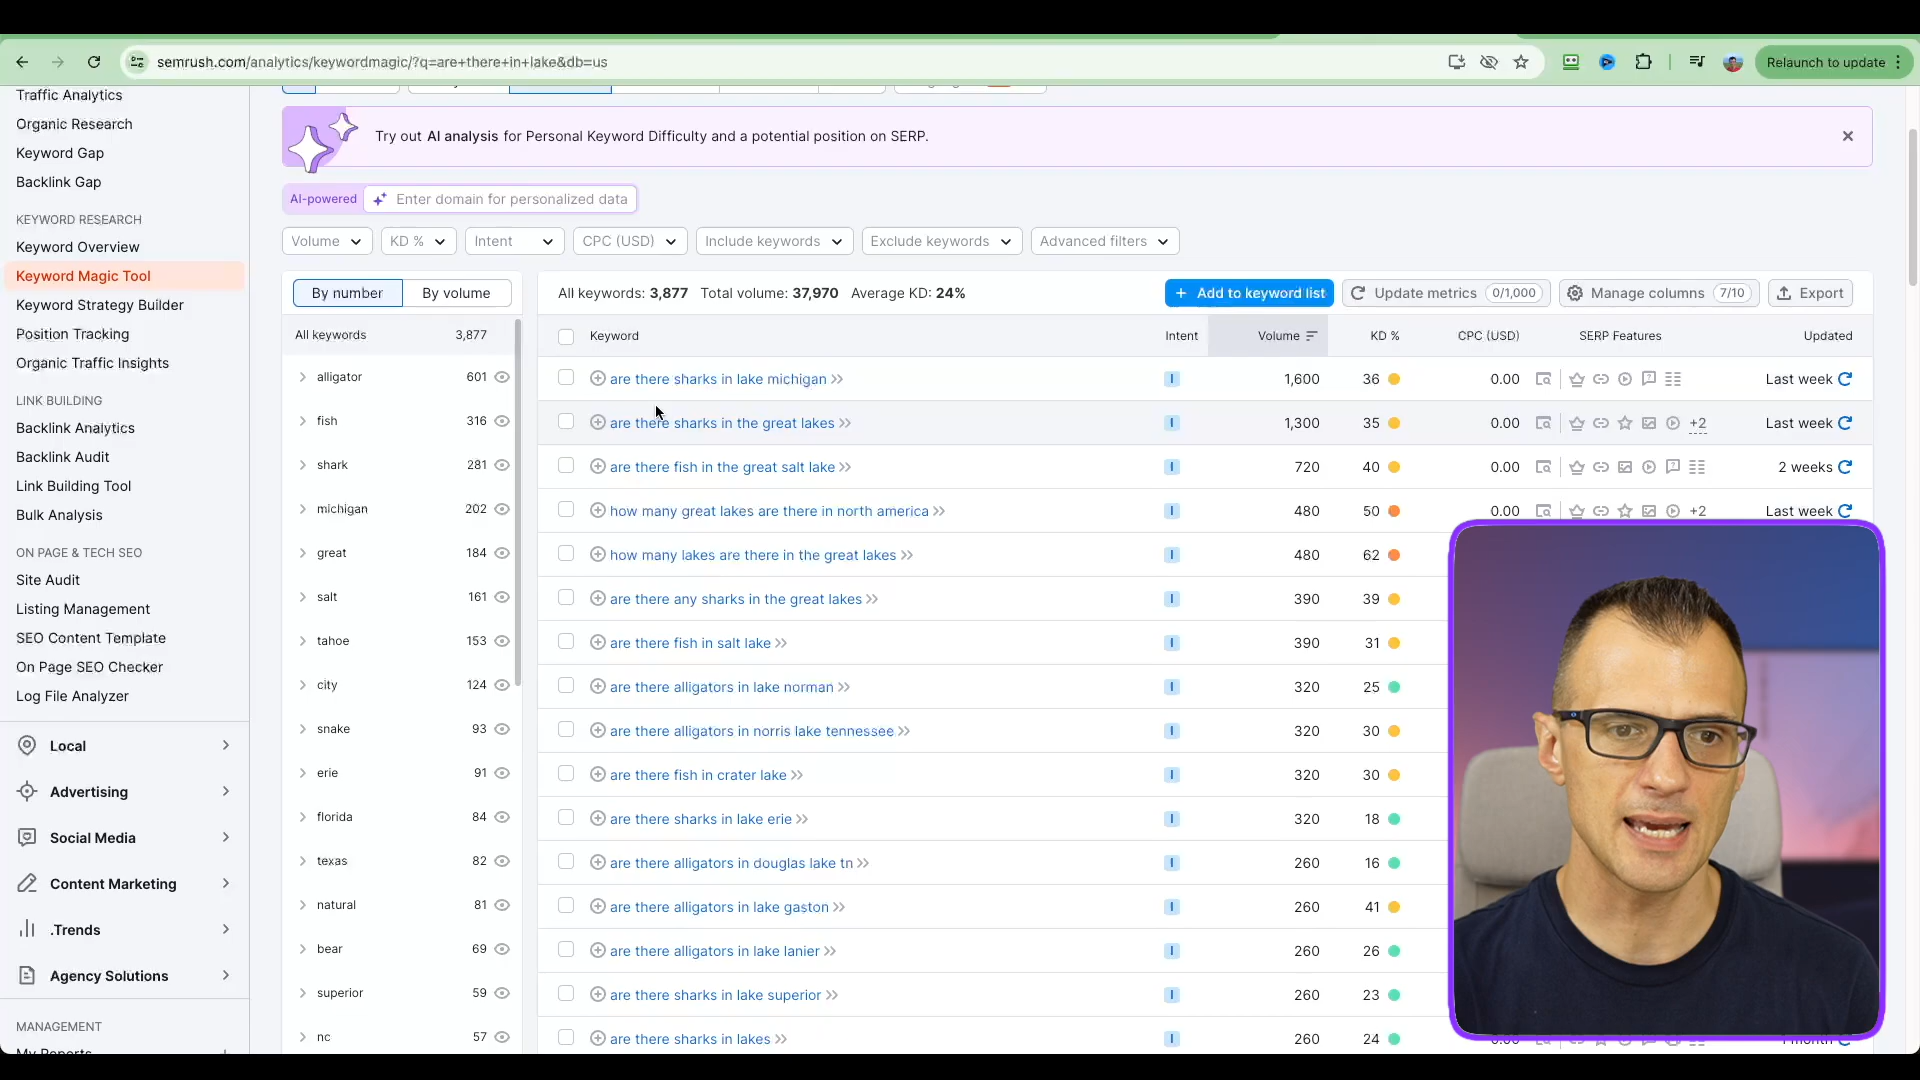 semrush.com/analytics/keywordmagic/?q=are+there+in+lake&db=us
Relaunch to update
Traffic Analytics
Organic Research
Keyword Gap
Backlink Gap
KEYWORD RESEARCH
Keyword Overview
Keyword Magic Tool
Keyword Strategy Builder
Position Tracking
Organic Traffic Insights
LINK BUILDING
Backlink Analytics
Backlink Audit
Link Building Tool
Bulk Analysis
ON PAGE & TECH SEO
Site Audit
Listing Management
SEO Content Template
On Page SEO Checker
Log File Analyzer
Local
Advertising
Social Media
Content Marketing
.Trends
Agency Solutions
MANAGEMENT
My Reports
Try out AI analysis for Personal Keyword Difficulty and a potential position on SERP.
AI-powered Enter domain for personalized data
Volume KD % Intent CPC (USD) Include keywords Exclude keywords Advanced filters
By number By volume
All keywords 3,877
alligator 601
fish 316
shark 281
michigan 202
great 184
salt 161
tahoe 153
city 124
snake 93
erie 91
florida 84
texas 82
natural 81
bear 69
superior 59
nc 57
All keywords: 3,877 Total volume: 37,970 Average KD: 24%
+ Add to keyword list Update metrics 0/1,000 Manage columns 7/10 Export
Keyword Intent Volume KD % CPC (USD) SERP Features Updated
are there sharks in lake michigan I 1,600 36 0.00 Last week
are there sharks in the great lakes I 1,300 35 0.00 +2 Last week
are there fish in the great salt lake I 720 40 0.00 2 weeks
how many great lakes are there in north america I 480 50 0.00 +2 Last week
how many lakes are there in the great lakes I 480 62
are there any sharks in the great lakes I 390 39
are there fish in salt lake I 390 31
are there alligators in lake norman I 320 25
are there alligators in norris lake tennessee I 320 30
are there fish in crater lake I 320 30
are there sharks in lake erie I 320 18
are there alligators in douglas lake tn I 260 16
are there alligators in lake gaston I 260 41
are there alligators in lake lanier I 260 26
are there sharks in lake superior I 260 23
are there sharks in lakes I 260 24 0.00 1 month